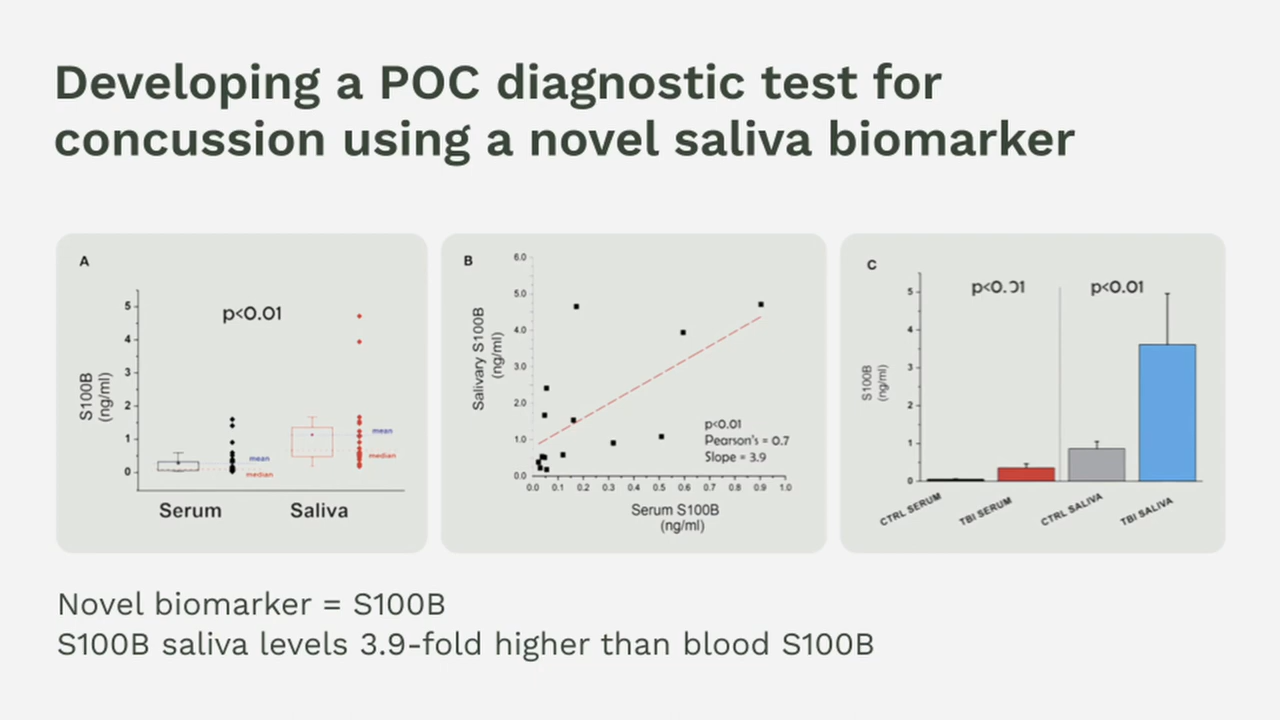 Developing a POC diagnostic test for
concussion using a novel saliva biomarker
A
p<0.01
S100B
(ng/ml)
5
4
3
2
1
0
mean
median
mean
median
Serum
Saliva
B
Salivary S100B
(ng/ml)
6.0
5.0
4.0
3.0
2.0
1.0
0.0
0.0 0.1 0.2 0.3 0.4 0.5 0.6 0.7 0.8 0.9 1.0
p<0.01
Pearson's = 0.7
Slope = 3.9
Serum S100B
(ng/ml)
C
p<0.01
p<0.01
S100B
(ng/ml)
5
4
3
2
1
0
CTRL SERUM
TBI SERUM
CTRL SALIVA
TBI SALIVA
Novel biomarker = S100B
S100B saliva levels 3.9-fold higher than blood S100B